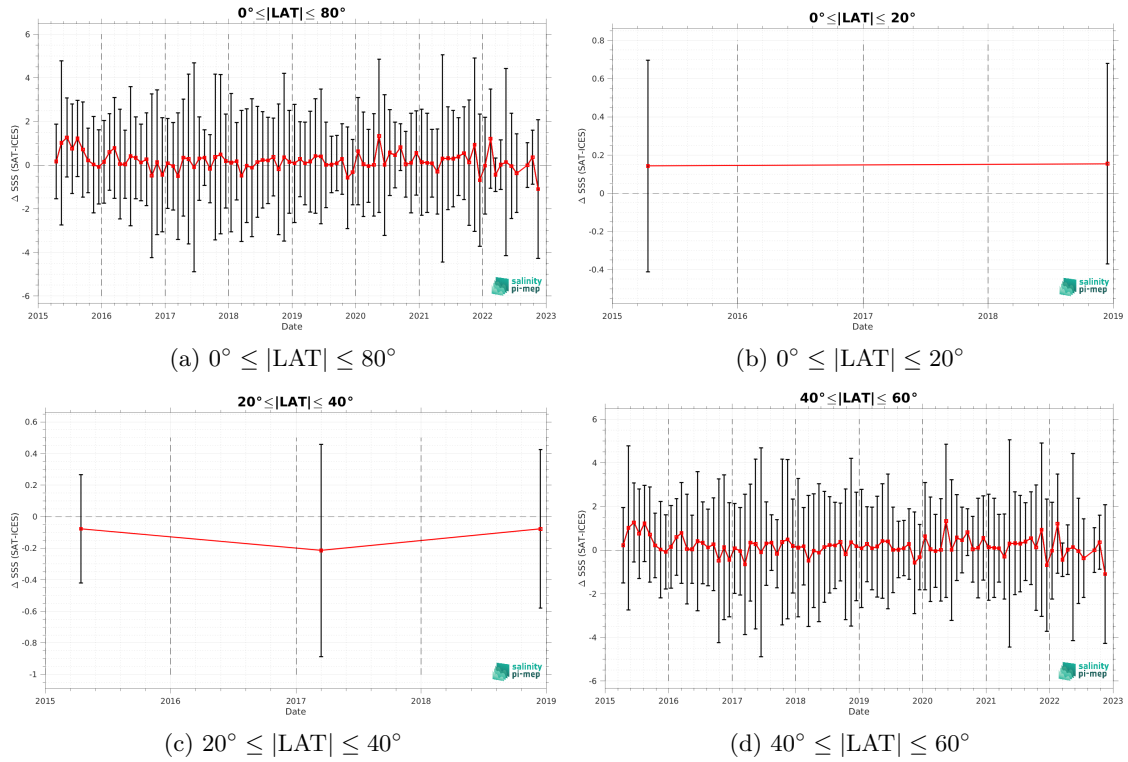 0°≤|LAT|≤ 80°
Δ SSS (SAT-ICES)
6
4
2
0
-2
-4
-6
salinity
pi-mep
2015 2016 2017 2018 2019 2020 2021 2022 2023
Date
(a) 0° ≤ |LAT| ≤ 80°
0°≤|LAT|≤ 20°
Δ SSS (SAT-ICES)
0.8
0.6
0.4
0.2
0
-0.2
-0.4
salinity
pi-mep
2015 2016 2017 2018 2019
Date
(b) 0° ≤ |LAT| ≤ 20°
20°≤|LAT|≤ 40°
Δ SSS (SAT-ICES)
0.6
0.4
0.2
0
-0.2
-0.4
-0.6
-0.8
-1
salinity
pi-mep
2015 2016 2017 2018 2019
Date
(c) 20° ≤ |LAT| ≤ 40°
40°≤|LAT|≤ 60°
Δ SSS (SAT-ICES)
6
4
2
0
-2
-4
-6
salinity
pi-mep
2015 2016 2017 2018 2019 2020 2021 2022 2023
Date
(d) 40° ≤ |LAT| ≤ 60°